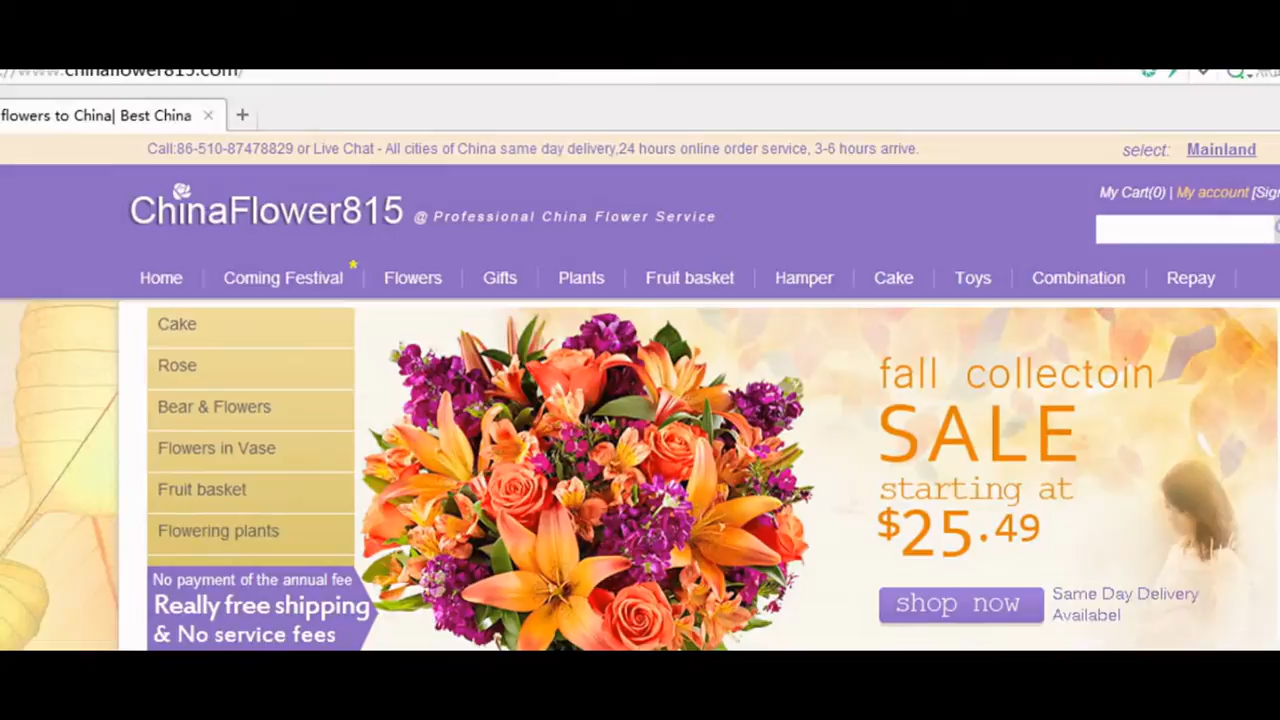 ://www.chinaflower815.com/
flowers to China| Best China
Call:86-510-87478829 or Live Chat - All cities of China same day delivery,24 hours online order service, 3-6 hours arrive.
select: Mainland
ChinaFlower815 @ Professional China Flower Service
My Cart(0) | My account [Sign
Home Coming Festival * Flowers Gifts Plants Fruit basket Hamper Cake Toys Combination Repay
Cake
Rose
Bear & Flowers
Flowers in Vase
Fruit basket
Flowering plants
No payment of the annual fee
Really free shipping
& No service fees
fall collectoin
SALE
starting at
$25.49
shop now
Same Day Delivery
Availabel